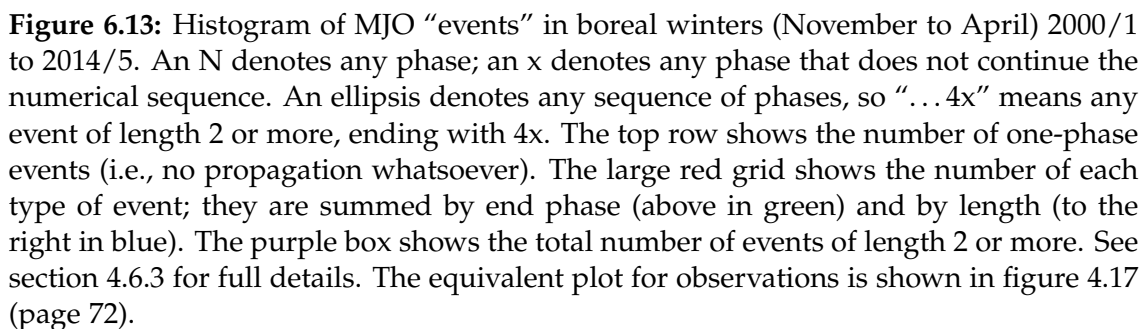 Figure 6.13: Histogram of MJO “events” in boreal winters (November to April) 2000/1
to 2014/5. An N denotes any phase; an x denotes any phase that does not continue the
numerical sequence. An ellipsis denotes any sequence of phases, so “...4x” means any
event of length 2 or more, ending with 4x. The top row shows the number of one-phase
events (i.e., no propagation whatsoever). The large red grid shows the number of each
type of event; they are summed by end phase (above in green) and by length (to the
right in blue). The purple box shows the total number of events of length 2 or more. See
section 4.6.3 for full details. The equivalent plot for observations is shown in figure 4.17
(page 72).